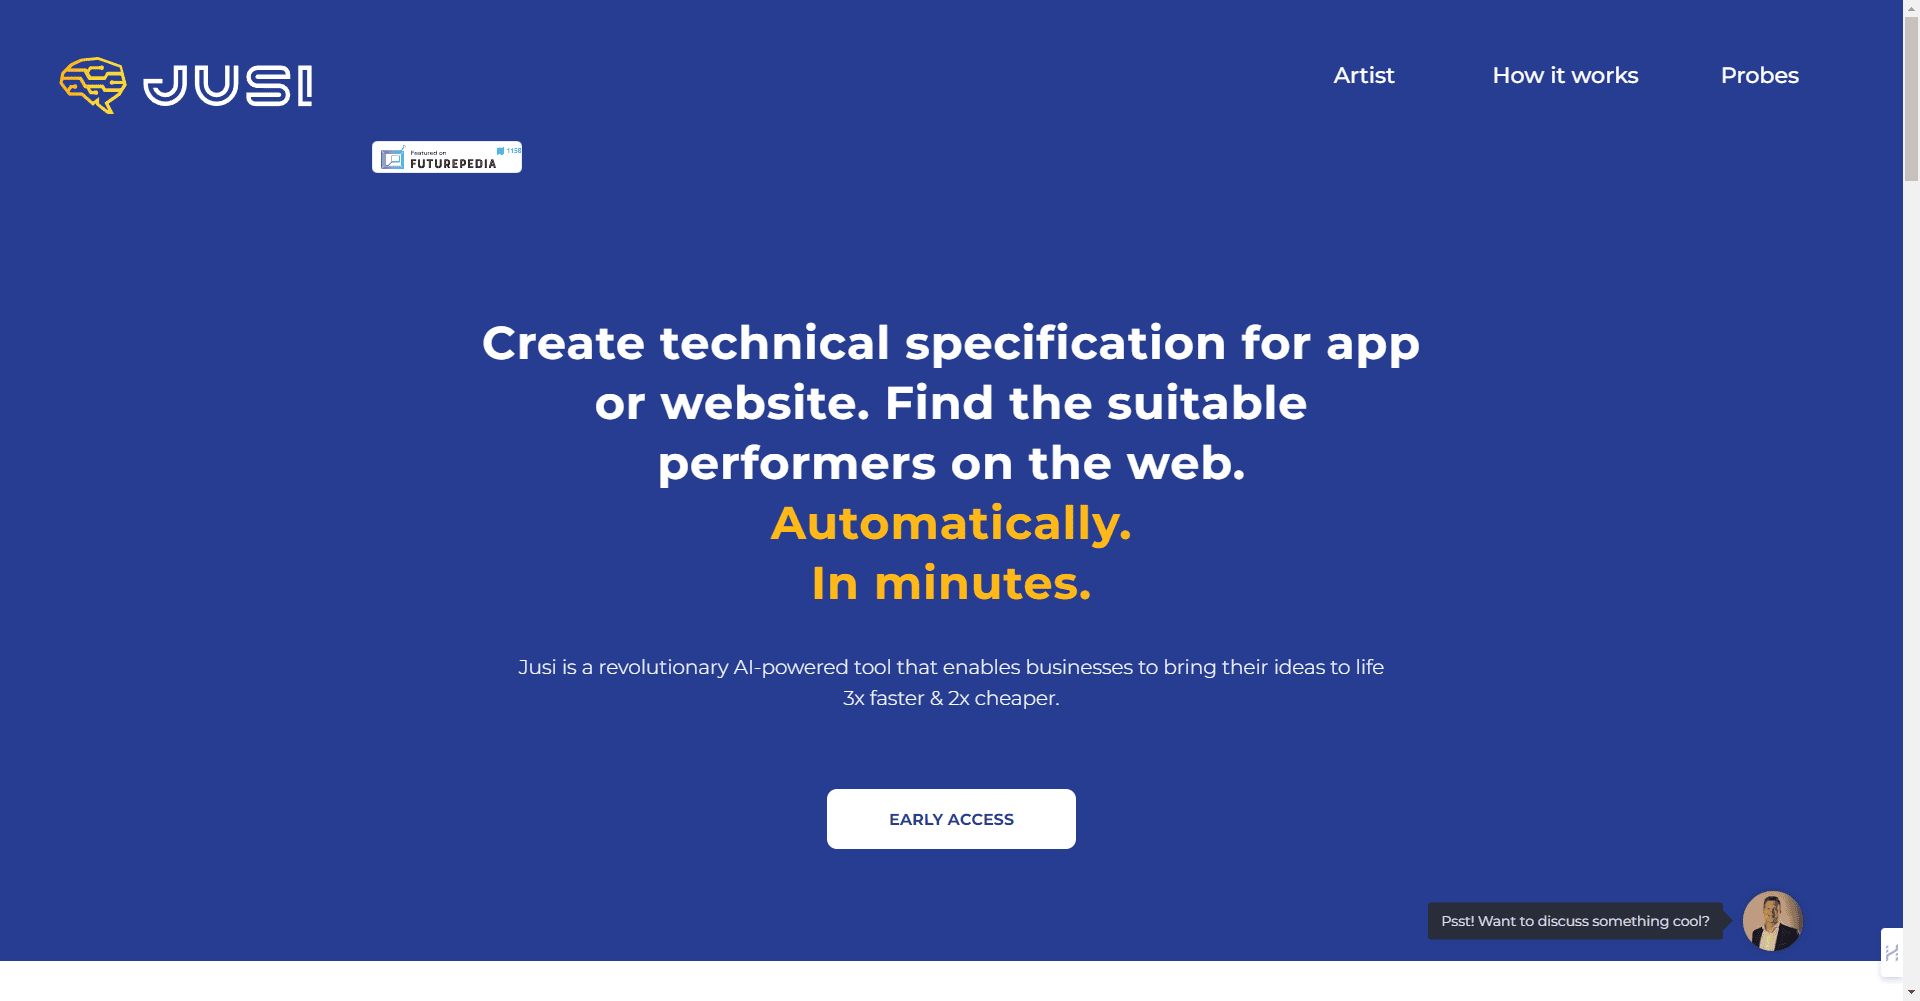 JUSI
Artist
How it works
Probes
Featured on
FUTUREPEDIA
1158
Create technical specification for app
or website. Find the suitable
performers on the web.
Automatically.
In minutes.
Jusi is a revolutionary AI-powered tool that enables businesses to bring their ideas to life
3x faster & 2x cheaper.
EARLY ACCESS
Psst! Want to discuss something cool?